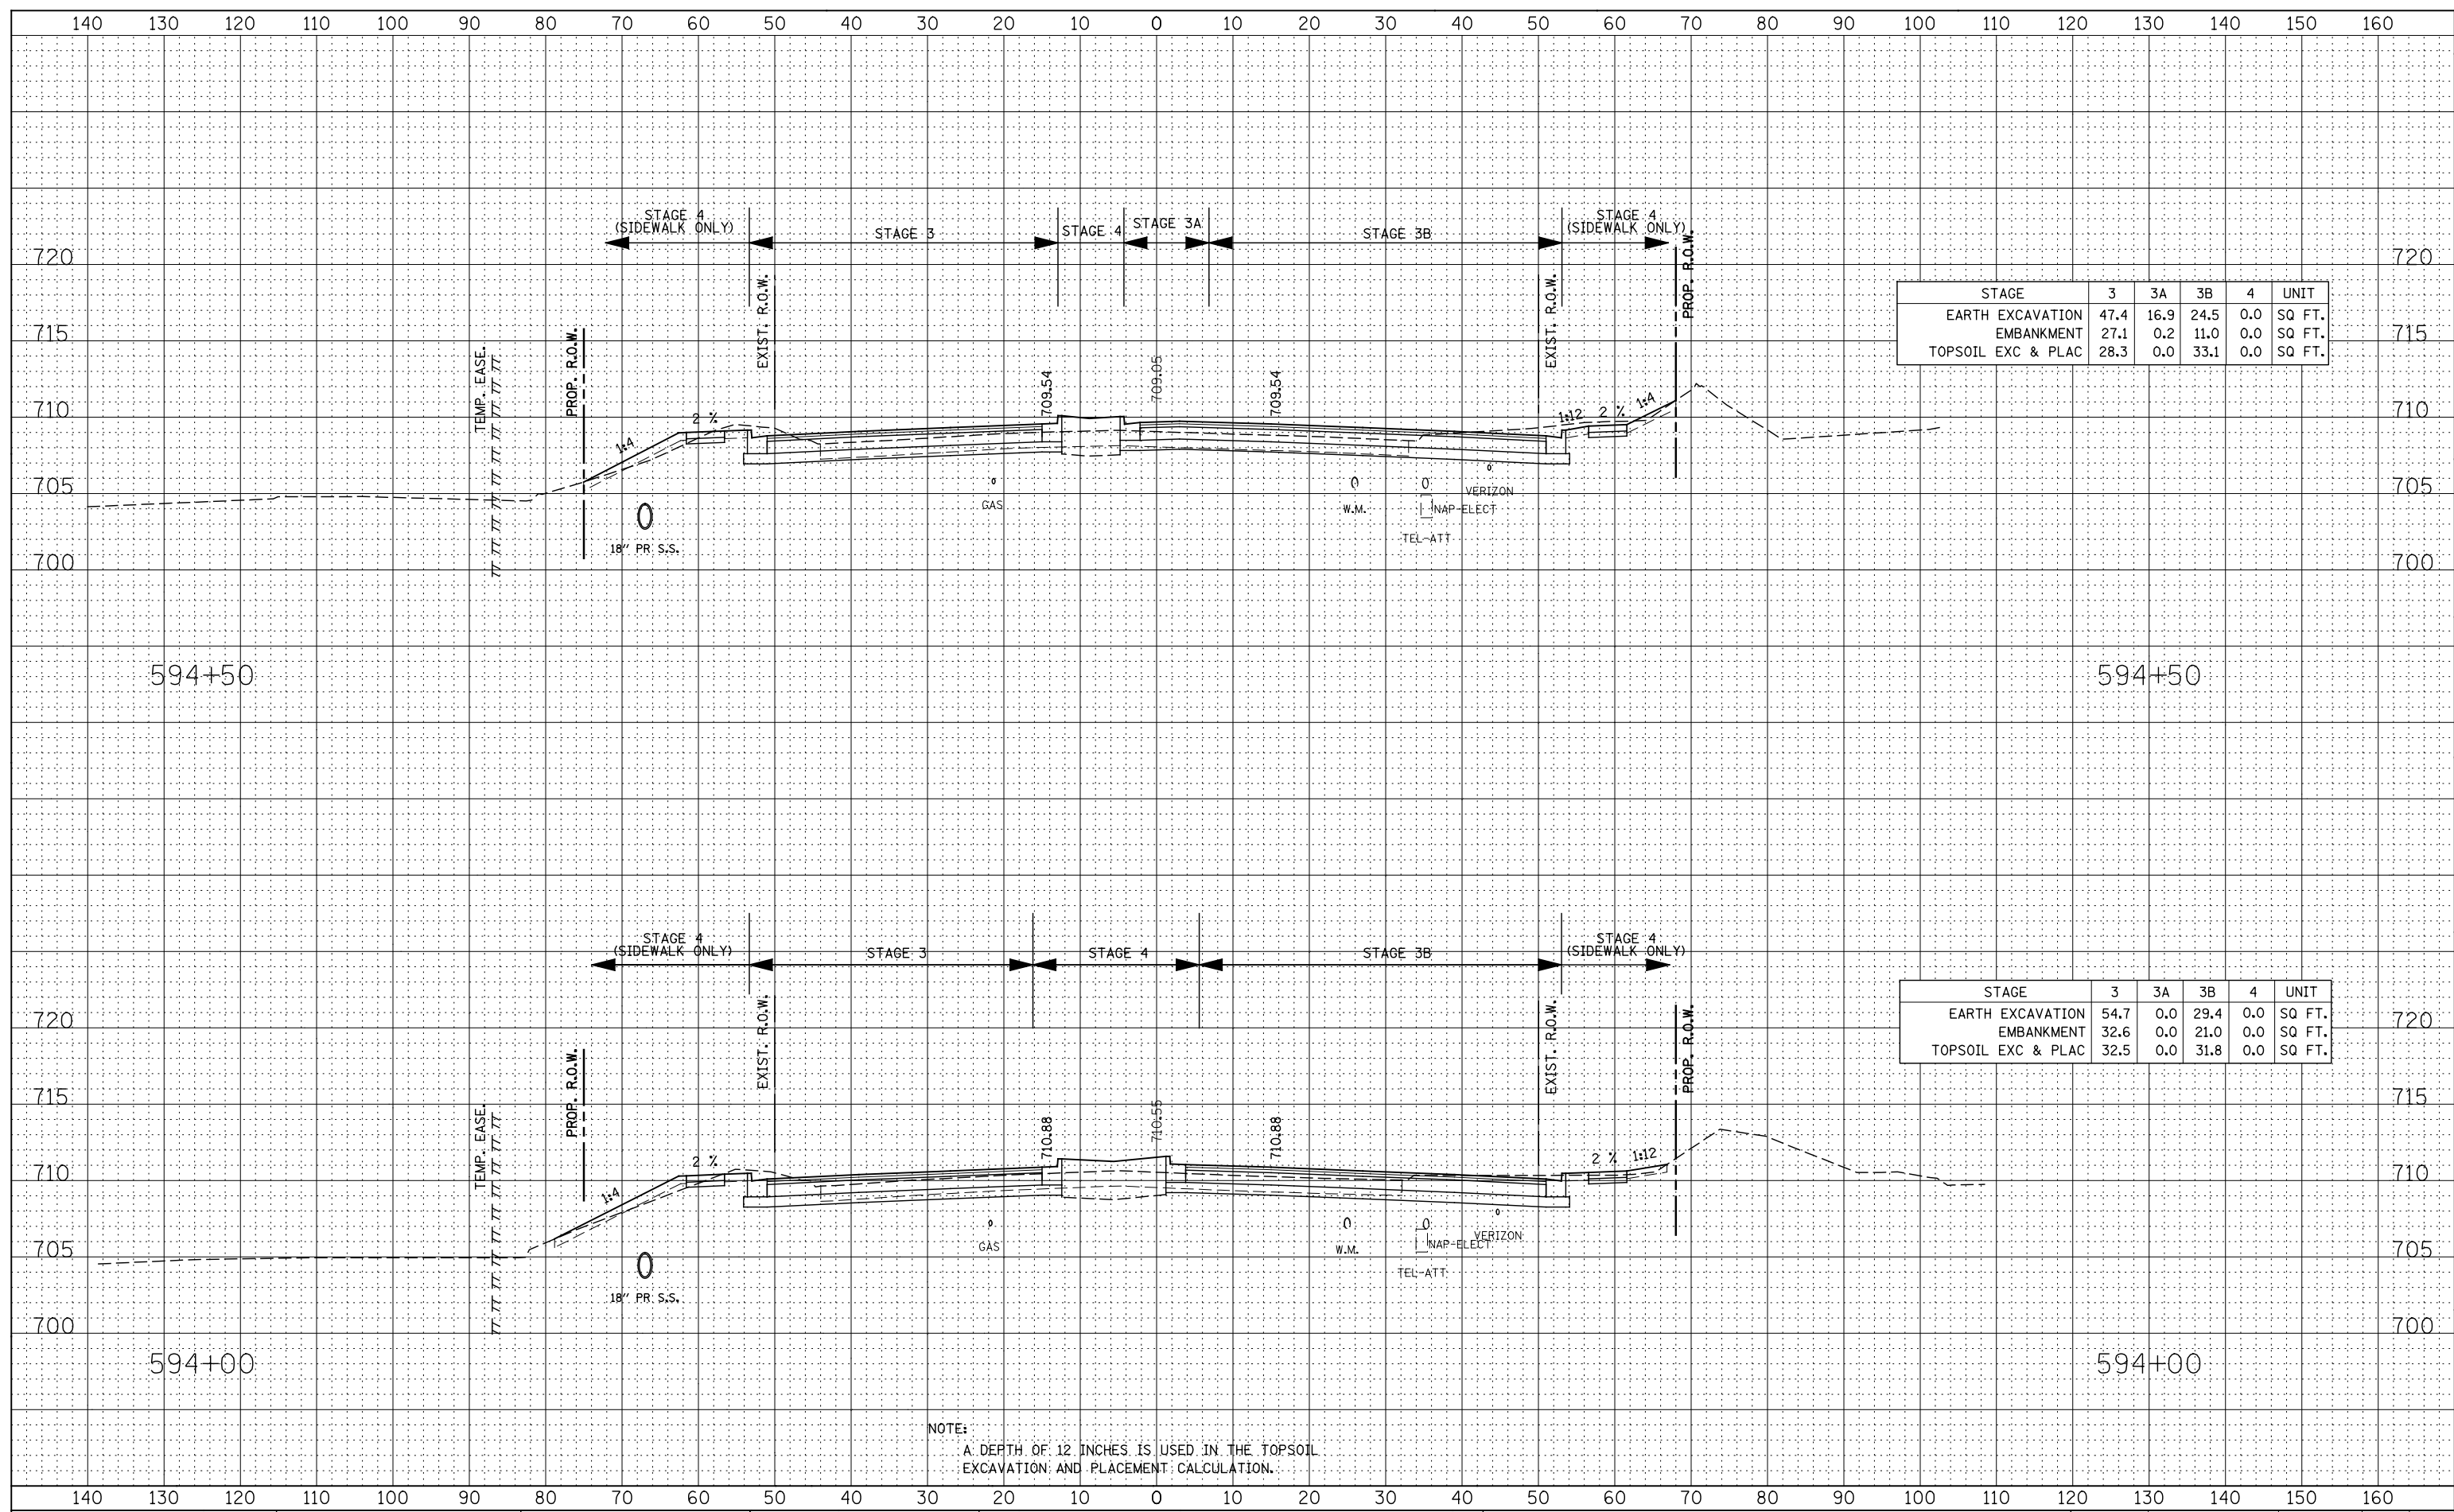 140 130 120 110 100 90 80 70 60 50 40 30 20 10 0 10 20 30 40 50 60 70 80 90 100 110 120 130 140 150 160
STAGE 4
(SIDEWALK ONLY)
STAGE 3
STAGE 4
STAGE 3A
STAGE 3B
STAGE 4
(SIDEWALK ONLY)
720
720
715
715
710
710
705
705
700
700
TEMP. EASE.
PROP. R.O.W.
EXIST. R.O.W.
709.54
709.05
709.54
EXIST. R.O.W.
PROP. R.O.W.
1:4
2 %
1:12
2 %
1:4
18" PR S.S.
GAS
W.M.
VERIZON
NAP-ELECT
TEL-ATT
STAGE 3 3A 3B 4 UNIT
EARTH EXCAVATION 47.4 16.9 24.5 0.0 SQ FT.
EMBANKMENT 27.1 0.2 11.0 0.0 SQ FT.
TOPSOIL EXC & PLAC 28.3 0.0 33.1 0.0 SQ FT.
594+50
594+50
STAGE 4
(SIDEWALK ONLY)
STAGE 3
STAGE 4
STAGE 3B
STAGE 4
(SIDEWALK ONLY)
720
720
715
715
710
710
705
705
700
700
TEMP. EASE.
PROP. R.O.W.
EXIST. R.O.W.
710.88
710.55
710.88
EXIST. R.O.W.
PROP. R.O.W.
1:4
2 %
2 %
1:12
18" PR S.S.
GAS
W.M.
VERIZON
NAP-ELECT
TEL-ATT
STAGE 3 3A 3B 4 UNIT
EARTH EXCAVATION 54.7 0.0 29.4 0.0 SQ FT.
EMBANKMENT 32.6 0.0 21.0 0.0 SQ FT.
TOPSOIL EXC & PLAC 32.5 0.0 31.8 0.0 SQ FT.
594+00
594+00
NOTE:
A DEPTH OF 12 INCHES IS USED IN THE TOPSOIL
EXCAVATION AND PLACEMENT CALCULATION.
140 130 120 110 100 90 80 70 60 50 40 30 20 10 0 10 20 30 40 50 60 70 80 90 100 110 120 130 140 150 160